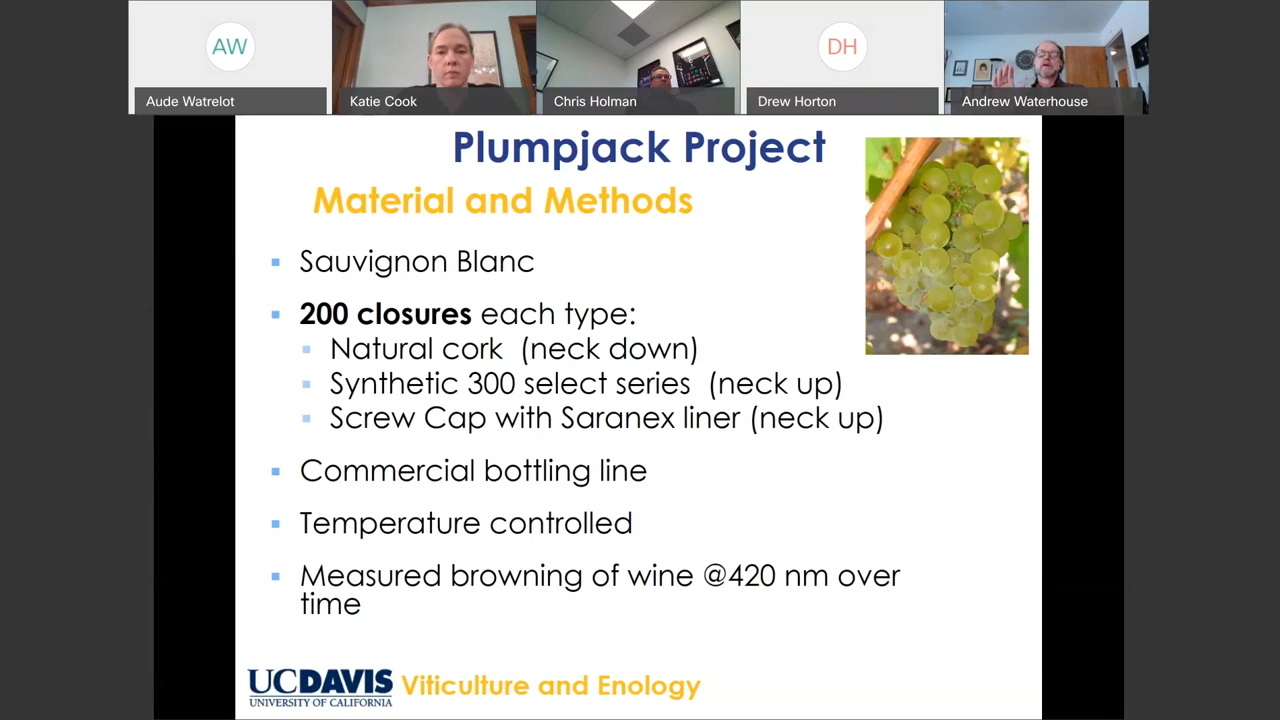 AW
DH
Aude Watrelot
Katie Cook
Chris Holman
Drew Horton
Andrew Waterhouse
Plumpjack Project
Material and Methods
Sauvignon Blanc
200 closures each type:
Natural cork (neck down)
Synthetic 300 select series (neck up)
Screw Cap with Saranex liner (neck up)
Commercial bottling line
Temperature controlled
Measured browning of wine @420 nm over
time
UCDAVIS
UNIVERSITY OF CALIFORNIA
Viticulture and Enology